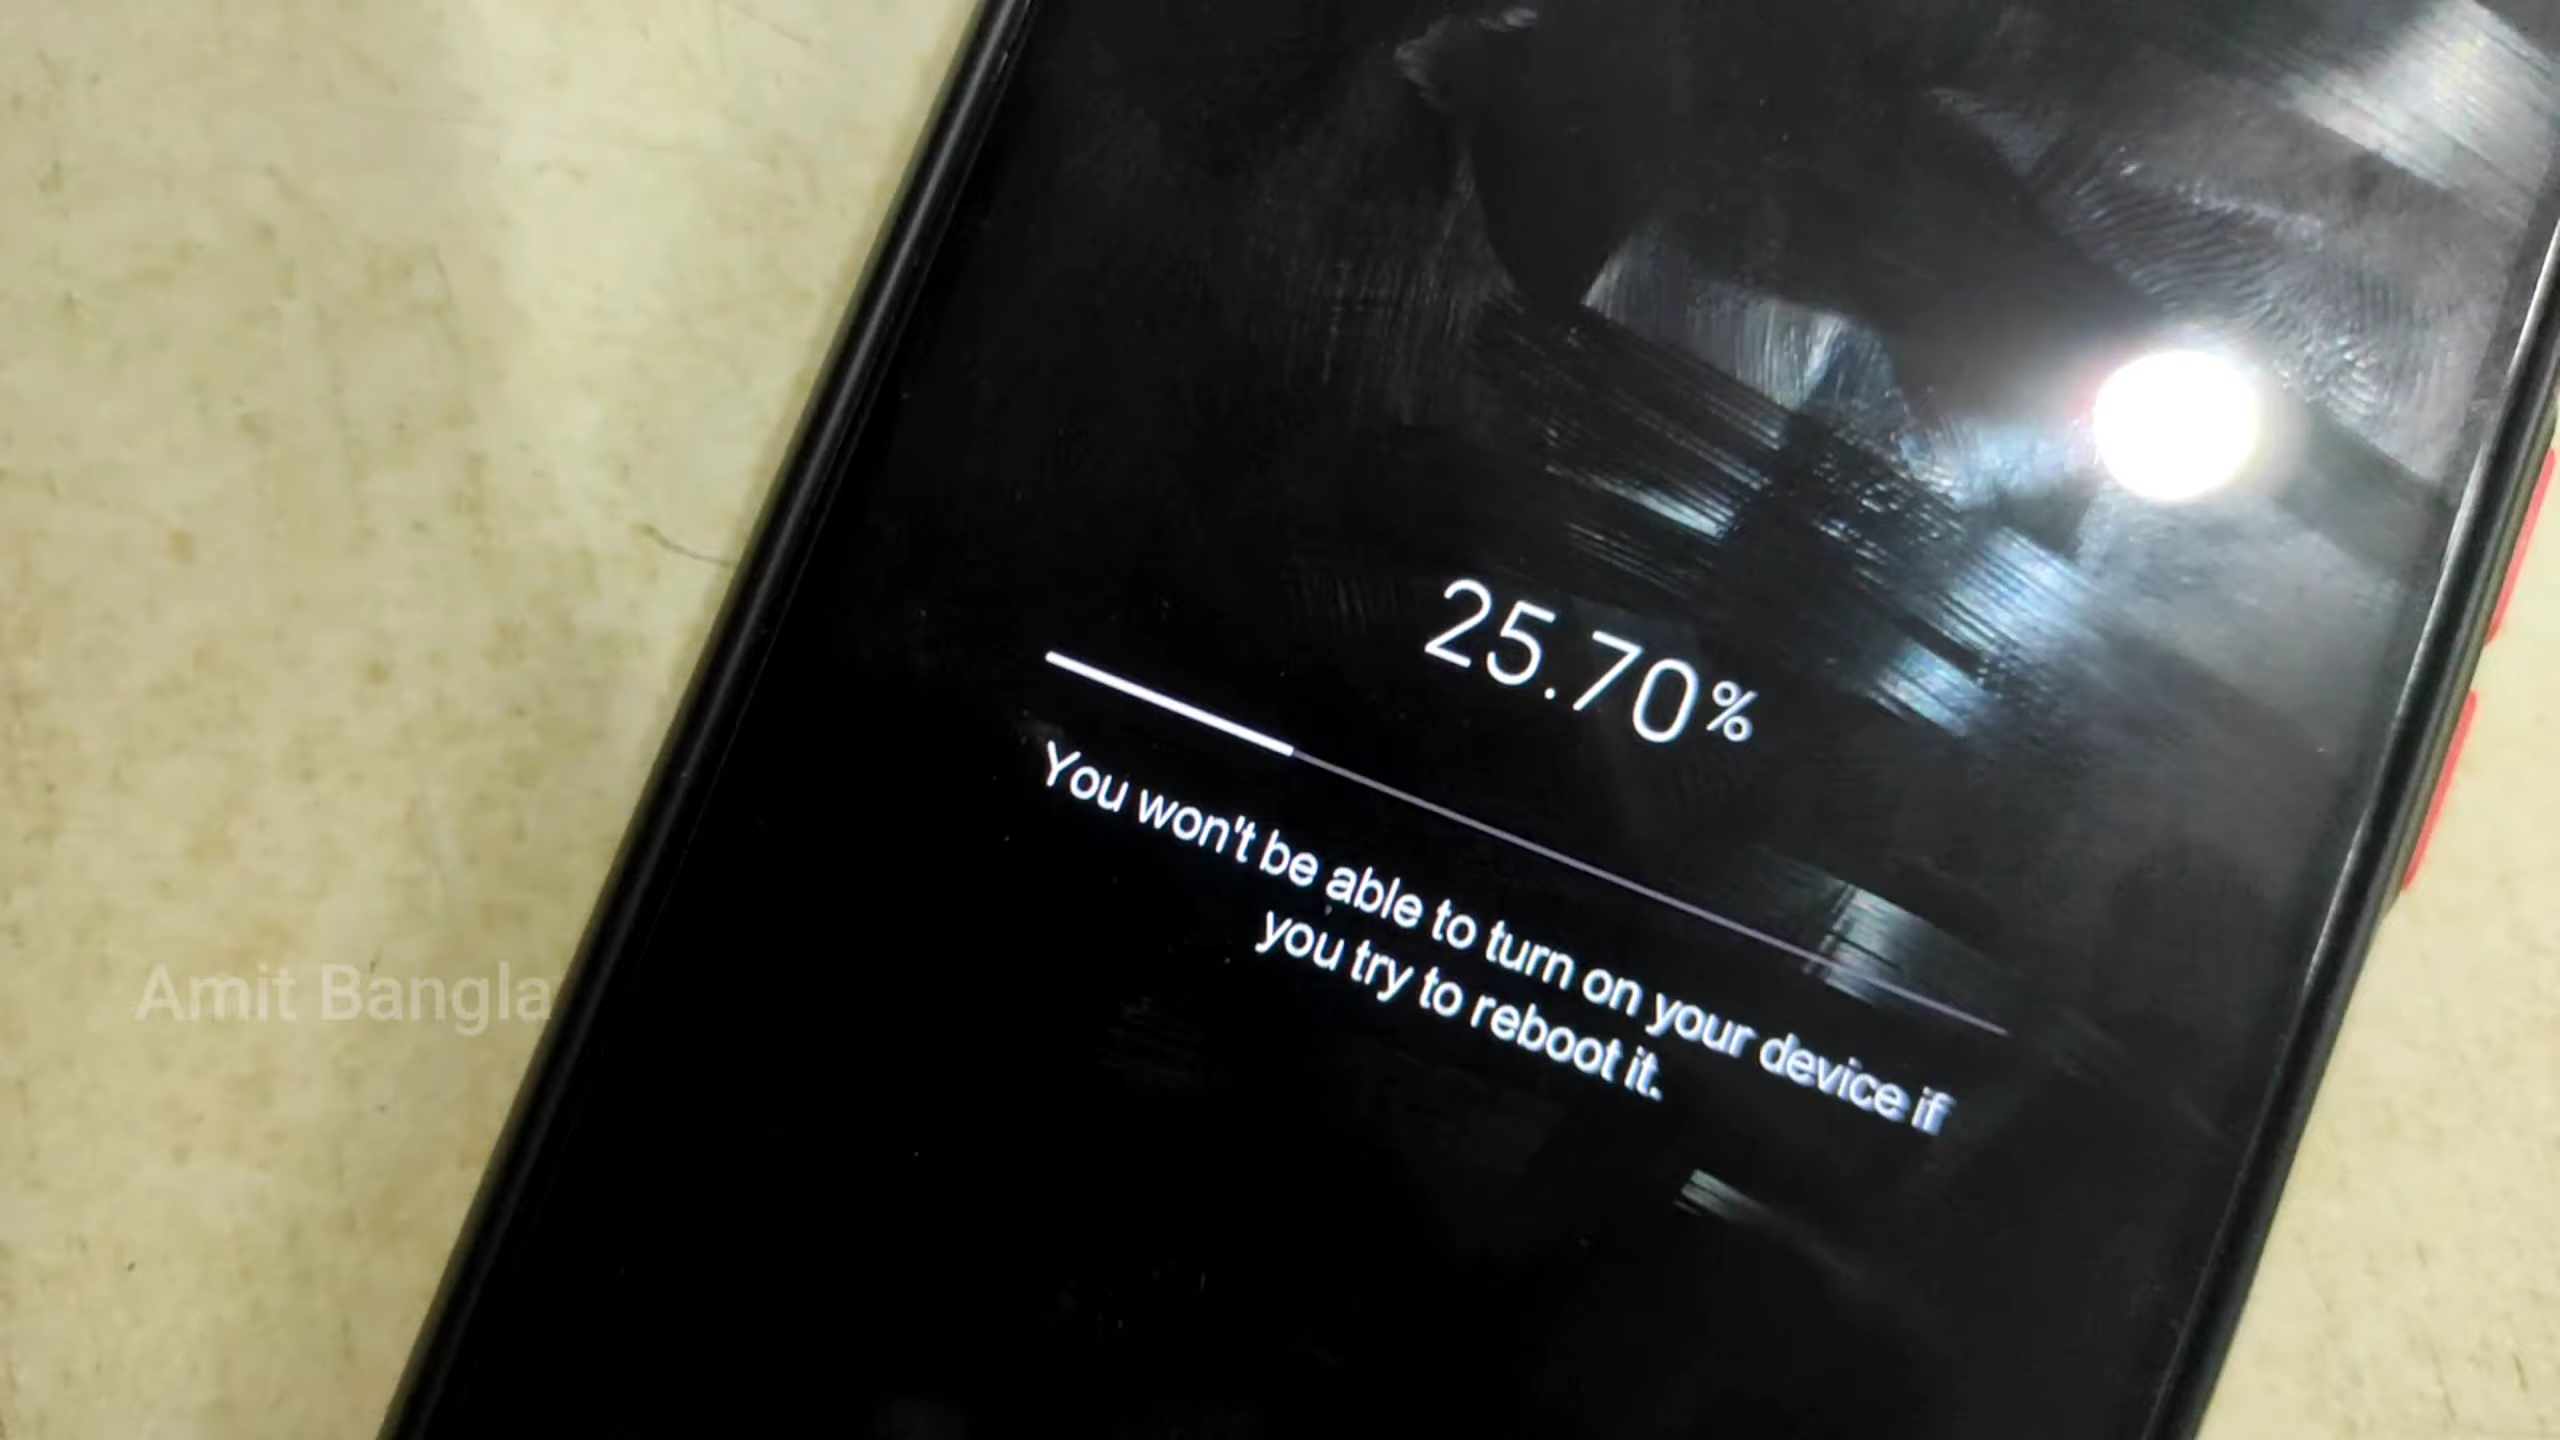 25.70%
You won't be able to turn on your device if
you try to reboot it.
Amit Bangla